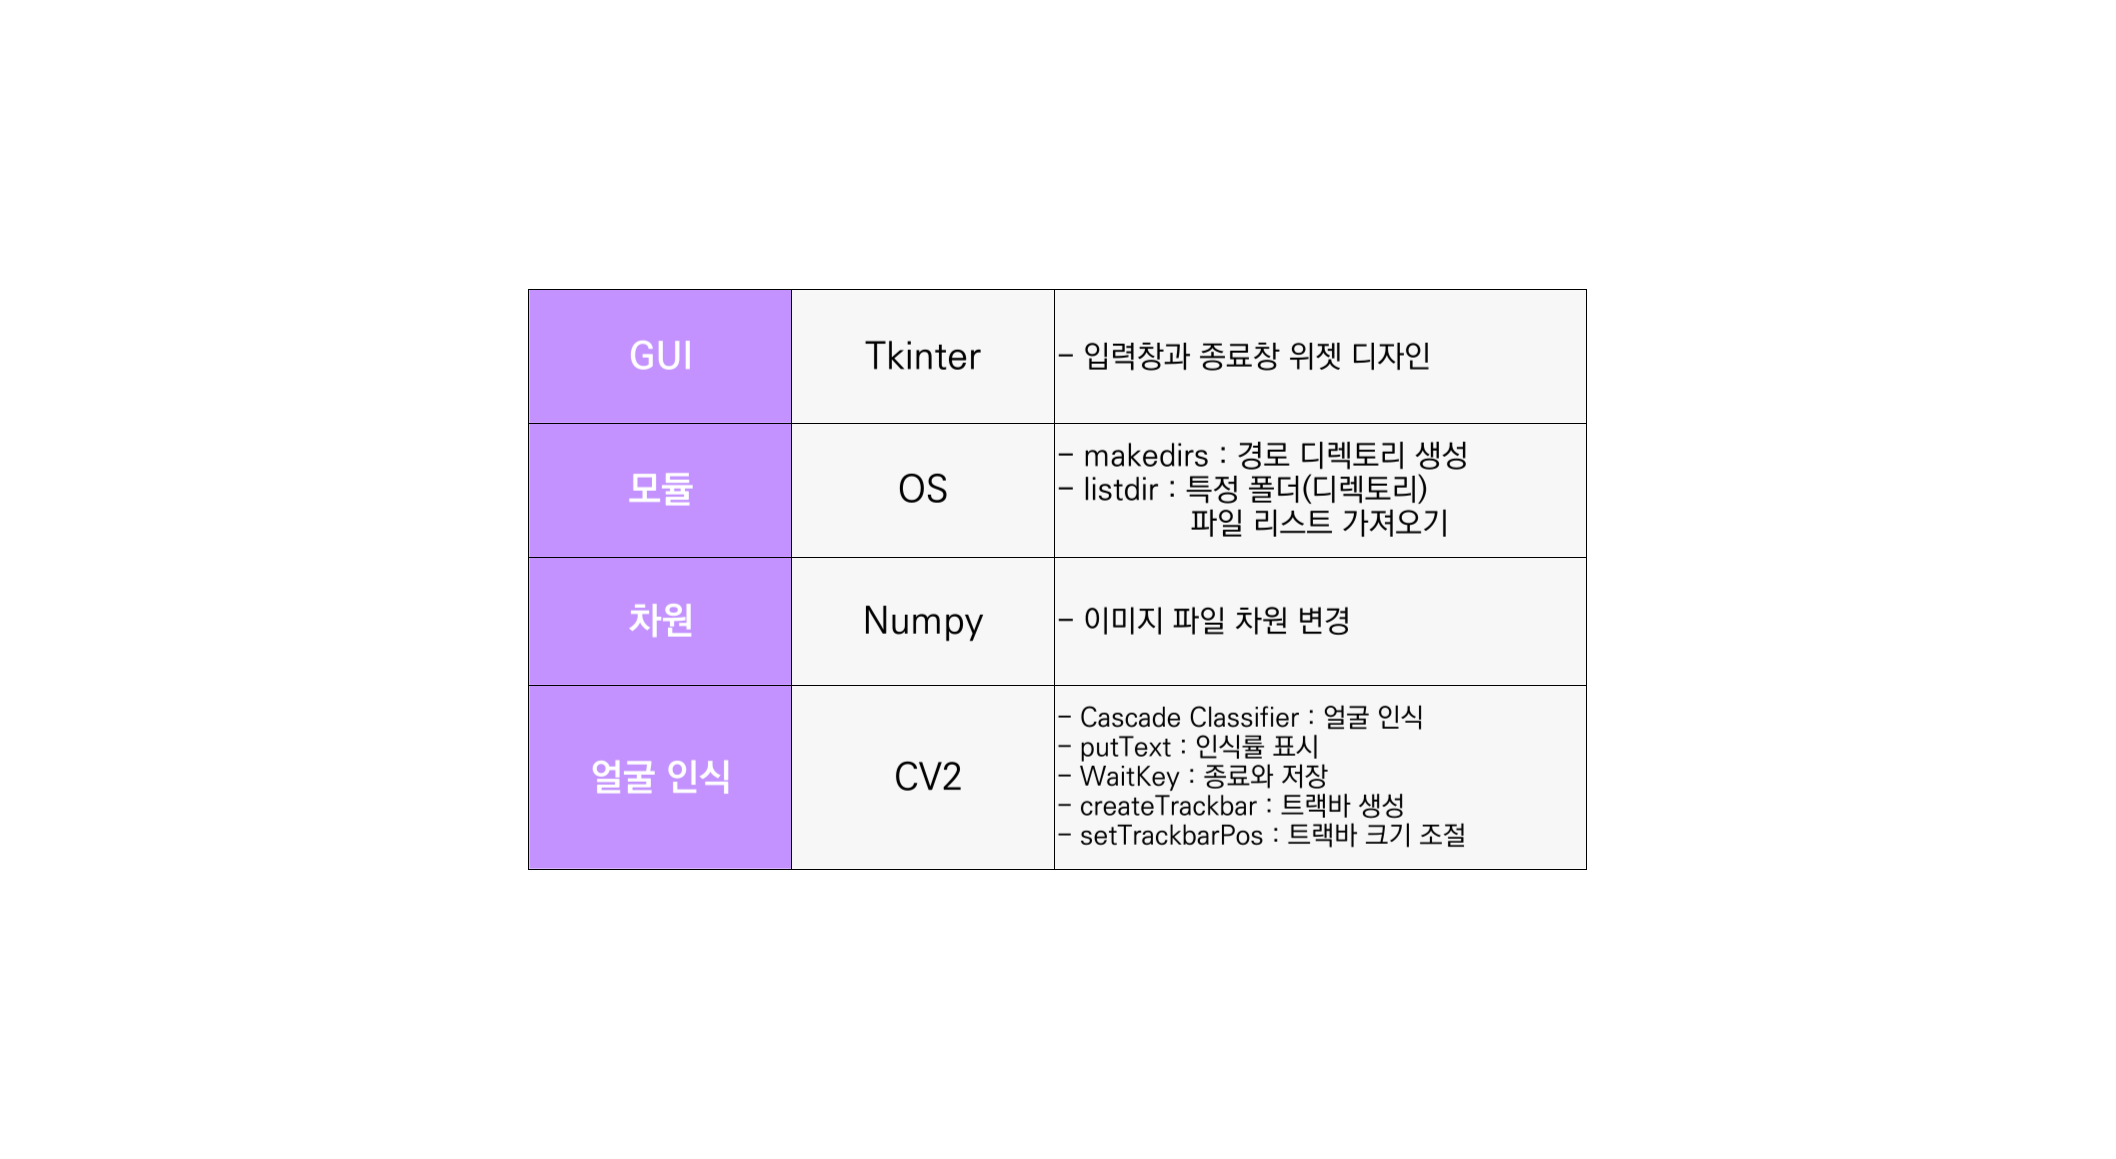 GUI
Tkinter
- 입력창과 종료창 위젯 디자인
모듈
OS
- makedirs : 경로 디렉토리 생성
- listdir : 특정 폴더(디렉토리)
파일 리스트 가져오기
차원
Numpy
- 이미지 파일 차원 변경
얼굴 인식
CV2
- Cascade Classifier : 얼굴 인식
- putText : 인식률 표시
- WaitKey : 종료와 저장
- createTrackbar : 트랙바 생성
- setTrackbarPos : 트랙바 크기 조절